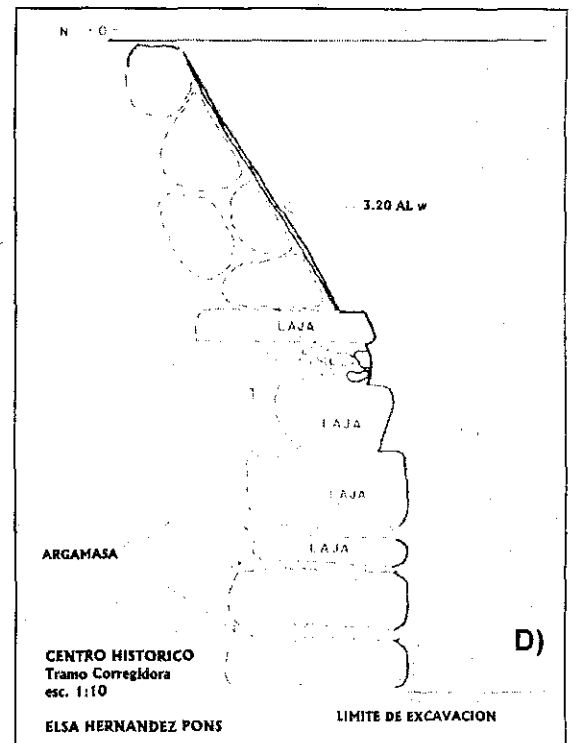 N - 0 -
3.20 AL w
LAJA
LAJA
LAJA
LAJA
ARGAMASA
D)
CENTRO HISTORICO
Tramo Corregidora
esc. 1:10
ELSA HERNANDEZ PONS
LIMITE DE EXCAVACION